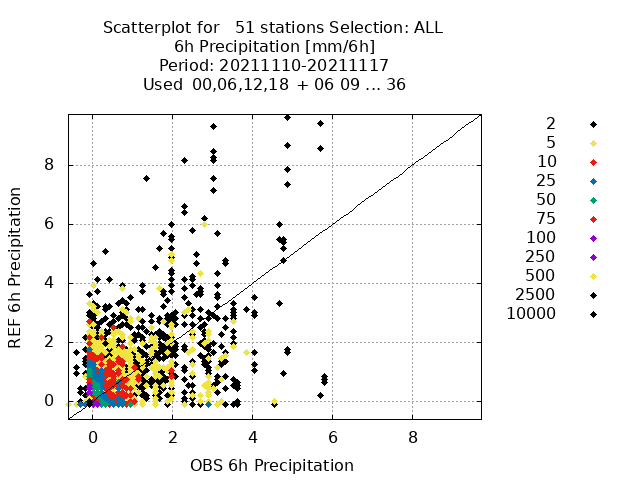 Scatterplot for 51 stations Selection: ALL
6h Precipitation [mm/6h]
Period: 20211110-20211117
Used 00,06,12,18 + 06 09 ... 36
REF 6h Precipitation
8
6
4
2
0
0 2 4 6 8
OBS 6h Precipitation
2
5
10
25
50
75
100
250
500
2500
10000